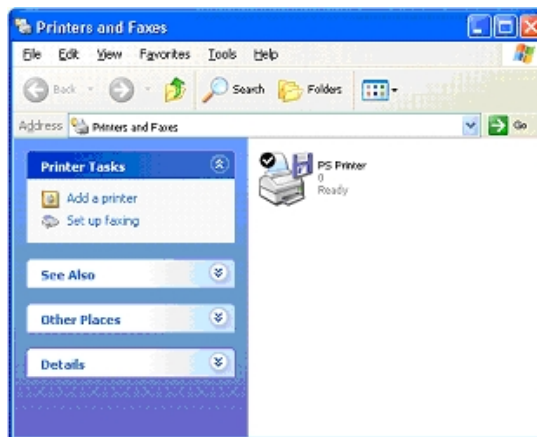 Printers and Faxes
File Edit View Favorites Tools Help
Back Search Folders
Address Printers and Faxes Go
Printer Tasks
Add a printer
Set up faxing
See Also
Other Places
Details
PS Printer
0
Ready